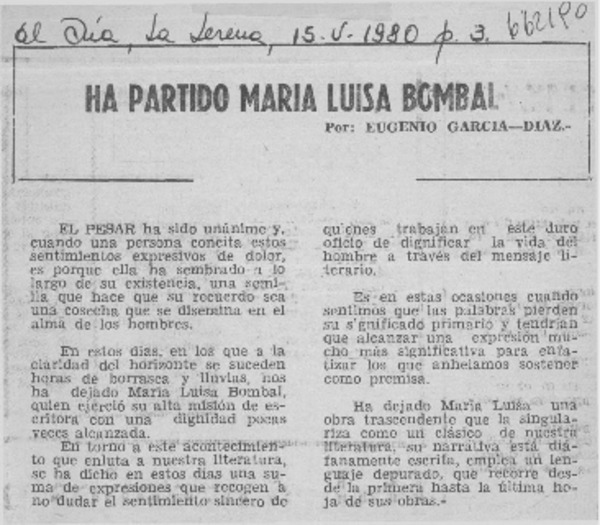 el Día, La Serena, 15-V-1980 p. 3. 662190
HA PARTIDO MARIA LUISA BOMBAL
Por: EUGENIO GARCIA—DIAZ.-
EL PESAR ha sido unánime y,
cuando una persona concita estos
sentimientos expresivos de dolor,
es porque ella ha sembrado a lo
largo de su existencia, una semi-
lla que hace que su recuerdo sea
una cosecha que se disemina en el
alma de los hombres.
En estos días, en los que a la
claridad del horizonte se suceden
horas de borrasca y lluvias, nos
ha dejado María Luisa Bombal,
quien ejerció su alta misión de es-
critora con una dignidad pocas
veces alcanzada.
En torno a este acontecimien-
to que enluta a nuestra literatura,
se ha dicho en estos días una su-
ma de expresiones que recogen a
no dudar el sentimiento sincero de
quienes trabajan en este duro
oficio de dignificar la vida del
hombre a través del mensaje li-
terario.
Es en estas ocasiones cuando
sentimos que las palabras pierden
su s'gnificado primario y tendrían
que alcanzar una expresión mu-
cho más significativa para enfa-
tizar los que anhelamos sostener
como premisa.
Ha dejado María Luisa una
obra trascendente que la singula-
riza como un clásico de nuestra
literatura, su narrativa está diá-
fanamente escrita, emplea un len-
guaje depurado, que recorre des-
de la primera hasta la última ho-
ja de sus obras.-